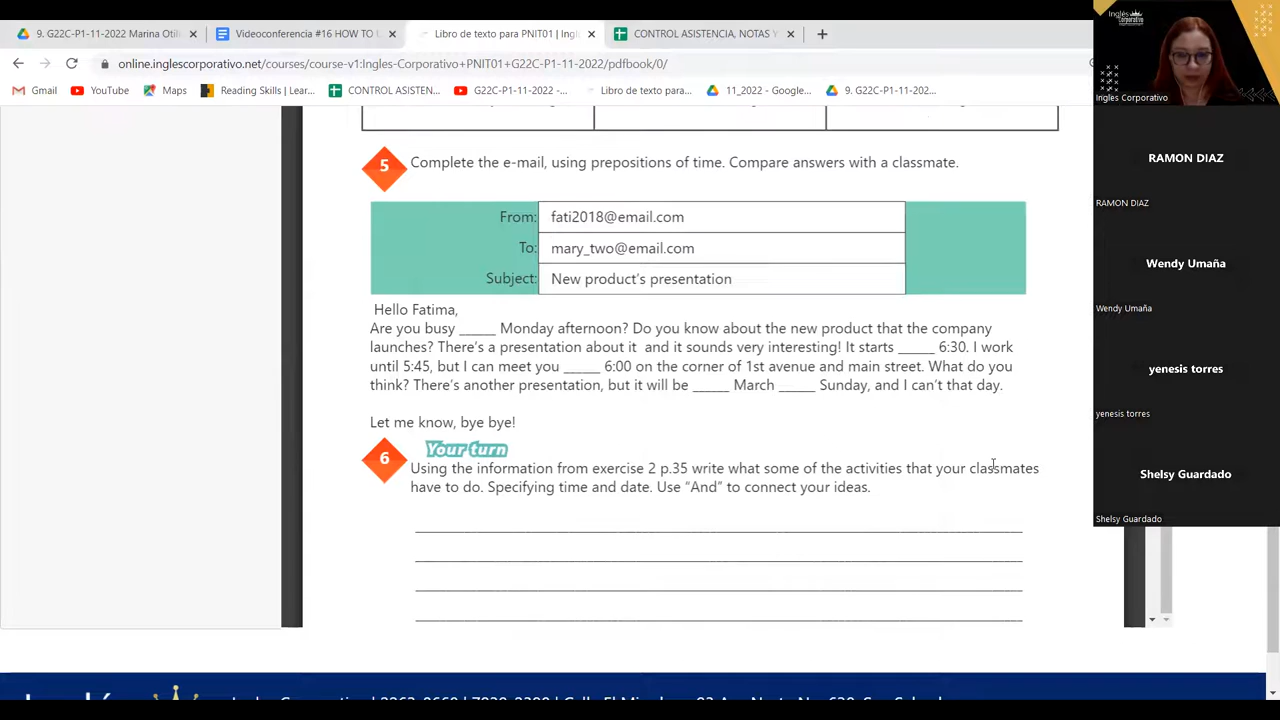 9. G22C-P1-11-2022 Marina Otil
Videoconferencia #16 HOW TO
Libro de texto para PNIT01 | Ingl
CONTROL ASISTENCIA, NOTAS Y
online.inglescorporativo.net/courses/course-v1:Ingles-Corporativo+PNIT01+G22C-P1-11-2022/pdfbook/0/
Gmail
YouTube
Maps
Reading Skills | Lear...
CONTROL ASISTEN...
G22C-P1-11-2022 -...
Libro de texto para...
11_2022 - Google...
9. G22C-P1-11-202...
5 Complete the e-mail, using prepositions of time. Compare answers with a classmate.
From: fati2018@email.com
To: mary_two@email.com
Subject: New product's presentation
Hello Fatima,
Are you busy ______ Monday afternoon? Do you know about the new product that the company
launches? There's a presentation about it and it sounds very interesting! It starts ______ 6:30. I work
until 5:45, but I can meet you ______ 6:00 on the corner of 1st avenue and main street. What do you
think? There's another presentation, but it will be ______ March ______ Sunday, and I can't that day.
Let me know, bye bye!
6 Your turn
Using the information from exercise 2 p.35 write what some of the activities that your classmates
have to do. Specifying time and date. Use “And” to connect your ideas.
Inglés
Corporativo
Ingles Corporativo
RAMON DIAZ
RAMON DIAZ
Wendy Umaña
Wendy Umaña
yenesis torres
yenesis torres
Shelsy Guardado
Shelsy Guardado